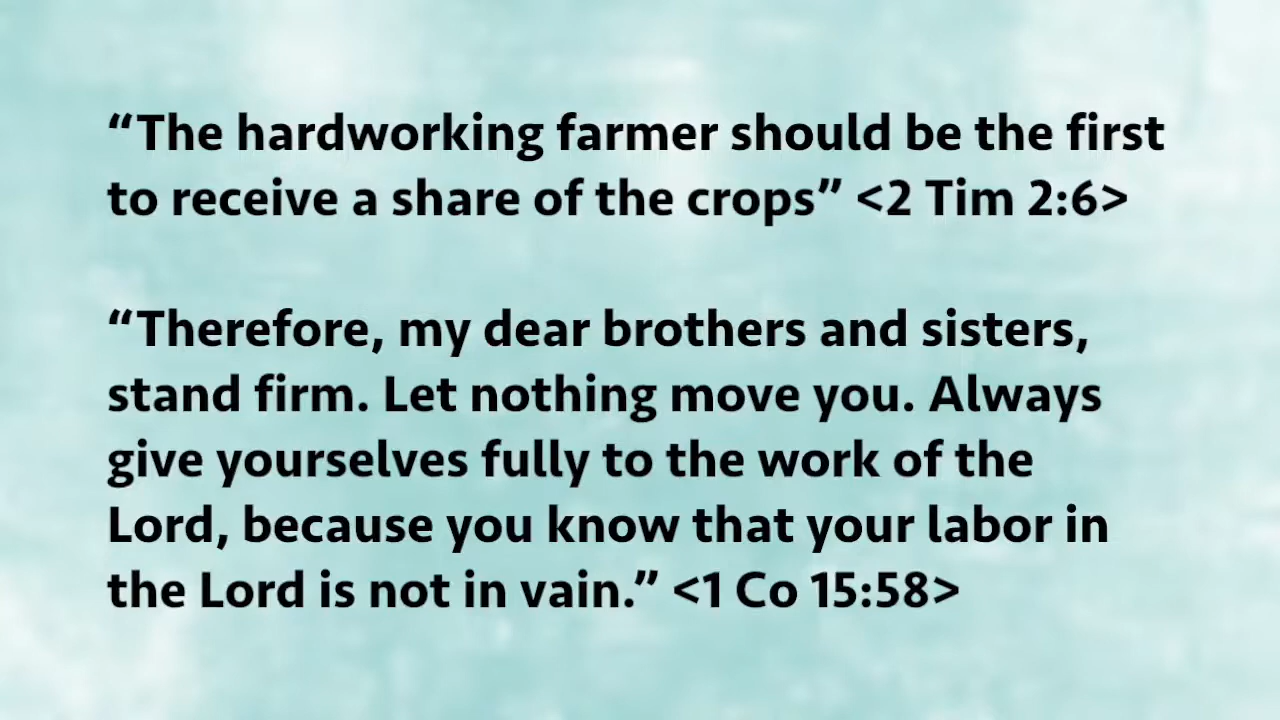 “The hardworking farmer should be the first
to receive a share of the crops” <2 Tim 2:6>
“Therefore, my dear brothers and sisters,
stand firm. Let nothing move you. Always
give yourselves fully to the work of the
Lord, because you know that your labor in
the Lord is not in vain.” <1 Co 15:58>